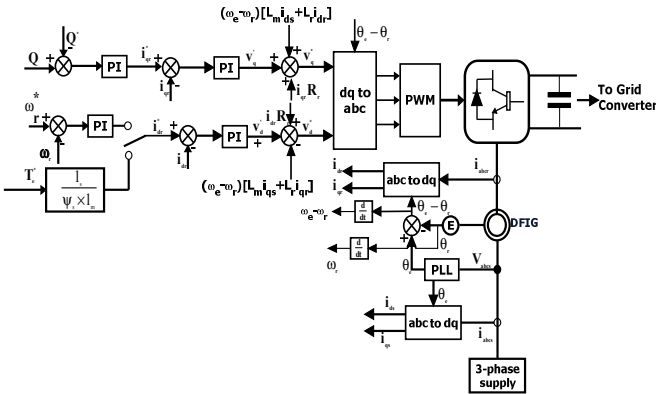 (ωe-ωr)[Lmids+Lridr]
θe - θr
Q*
Q + -
PI
i*qr + -
iqr
PI
v'q + + v*q
+ iqrRr
dq to
abc
PWM
To Grid
Converter
ω*r + -
ωr
PI
i*dr + -
idr
PI
v'd + - v*d
idrRr +
T*e
ls
ψs × lm
(ωe-ωr)[Lmiqs+Lriqr]
idr
iqr
abc to dq
iabcr
ωe-ωr
d
dt
θe - θr
+ -
E
DFIG
ωr
d
dt
θr
θe
PLL
Vabcs
θe
ids
iqs
abc to dq
iabcs
3-phase
supply